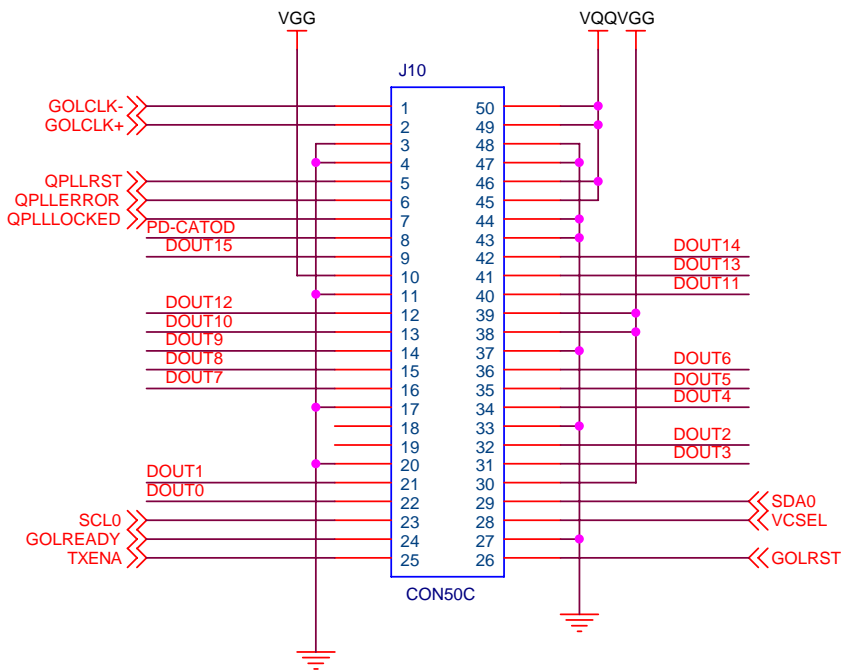 VGG
VQQVGG
J10
GOLCLK-
1
50
GOLCLK+
2
49
3
48
4
47
QPLLRST
5
46
QPLLERROR
6
45
QPLLLOCKED
7
44
PD-CATOD
8
43
DOUT15
9
42
DOUT14
10
41
DOUT13
11
40
DOUT11
DOUT12
12
39
DOUT10
13
38
DOUT9
14
37
DOUT8
15
36
DOUT6
DOUT7
16
35
DOUT5
17
34
DOUT4
18
33
19
32
DOUT2
20
31
DOUT3
DOUT1
21
30
DOUT0
22
29
SDA0
SCL0
23
28
VCSEL
GOLREADY
24
27
TXENA
25
26
GOLRST
CON50C